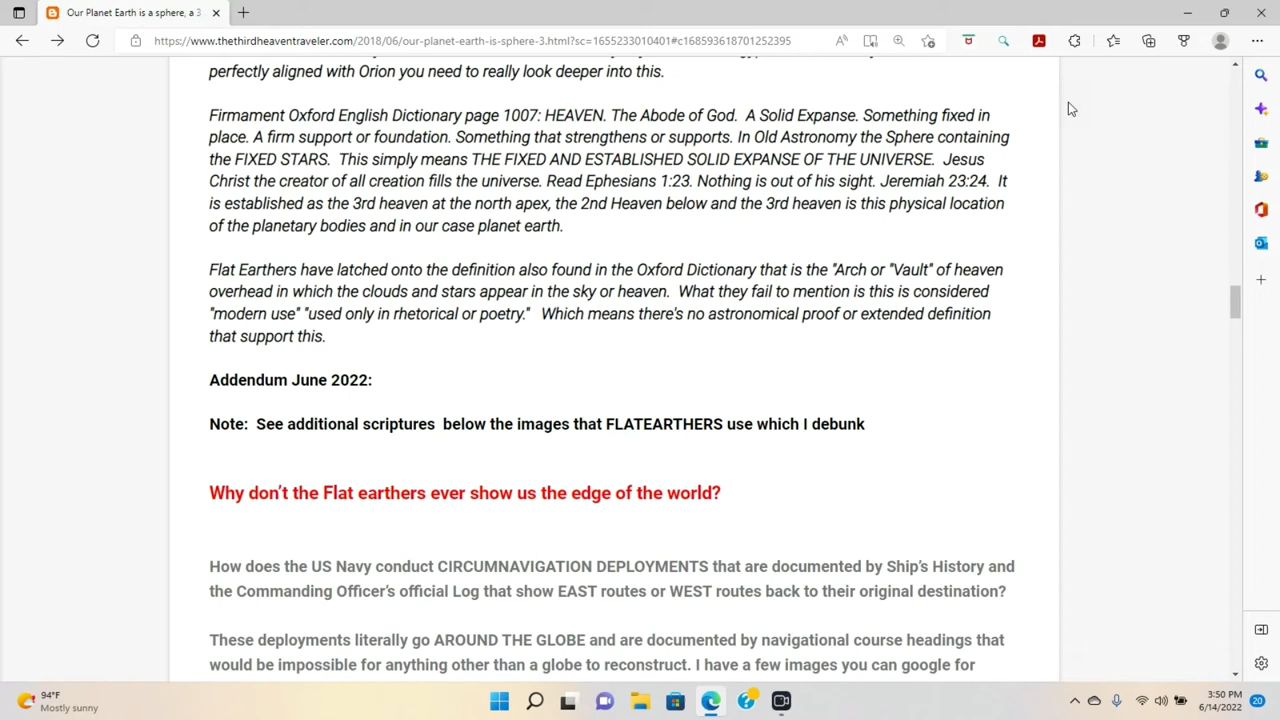 Our Planet Earth is a sphere, a 3
https://www.thethirdheaventraveler.com/2018/06/our-planet-earth-is-sphere-3.html?sc=1655233010401#c168593618701252395
perfectly aligned with Orion you need to really look deeper into this.
Firmament Oxford English Dictionary page 1007: HEAVEN. The Abode of God. A Solid Expanse. Something fixed in
place. A firm support or foundation. Something that strengthens or supports. In Old Astronomy the Sphere containing
the FIXED STARS. This simply means THE FIXED AND ESTABLISHED SOLID EXPANSE OF THE UNIVERSE. Jesus
Christ the creator of all creation fills the universe. Read Ephesians 1:23. Nothing is out of his sight. Jeremiah 23:24. It
is established as the 3rd heaven at the north apex, the 2nd Heaven below and the 3rd heaven is this physical location
of the planetary bodies and in our case planet earth.
Flat Earthers have latched onto the definition also found in the Oxford Dictionary that is the "Arch or "Vault" of heaven
overhead in which the clouds and stars appear in the sky or heaven. What they fail to mention is this is considered
"modern use" "used only in rhetorical or poetry." Which means there's no astronomical proof or extended definition
that support this.
Addendum June 2022:
Note: See additional scriptures below the images that FLATEARTHERS use which I debunk
Why don't the Flat earthers ever show us the edge of the world?
How does the US Navy conduct CIRCUMNAVIGATION DEPLOYMENTS that are documented by Ship's History and
the Commanding Officer's official Log that show EAST routes or WEST routes back to their original destination?
These deployments literally go AROUND THE GLOBE and are documented by navigational course headings that
would be impossible for anything other than a globe to reconstruct. I have a few images you can google for
94°F
Mostly sunny
3:50 PM
6/14/2022
20